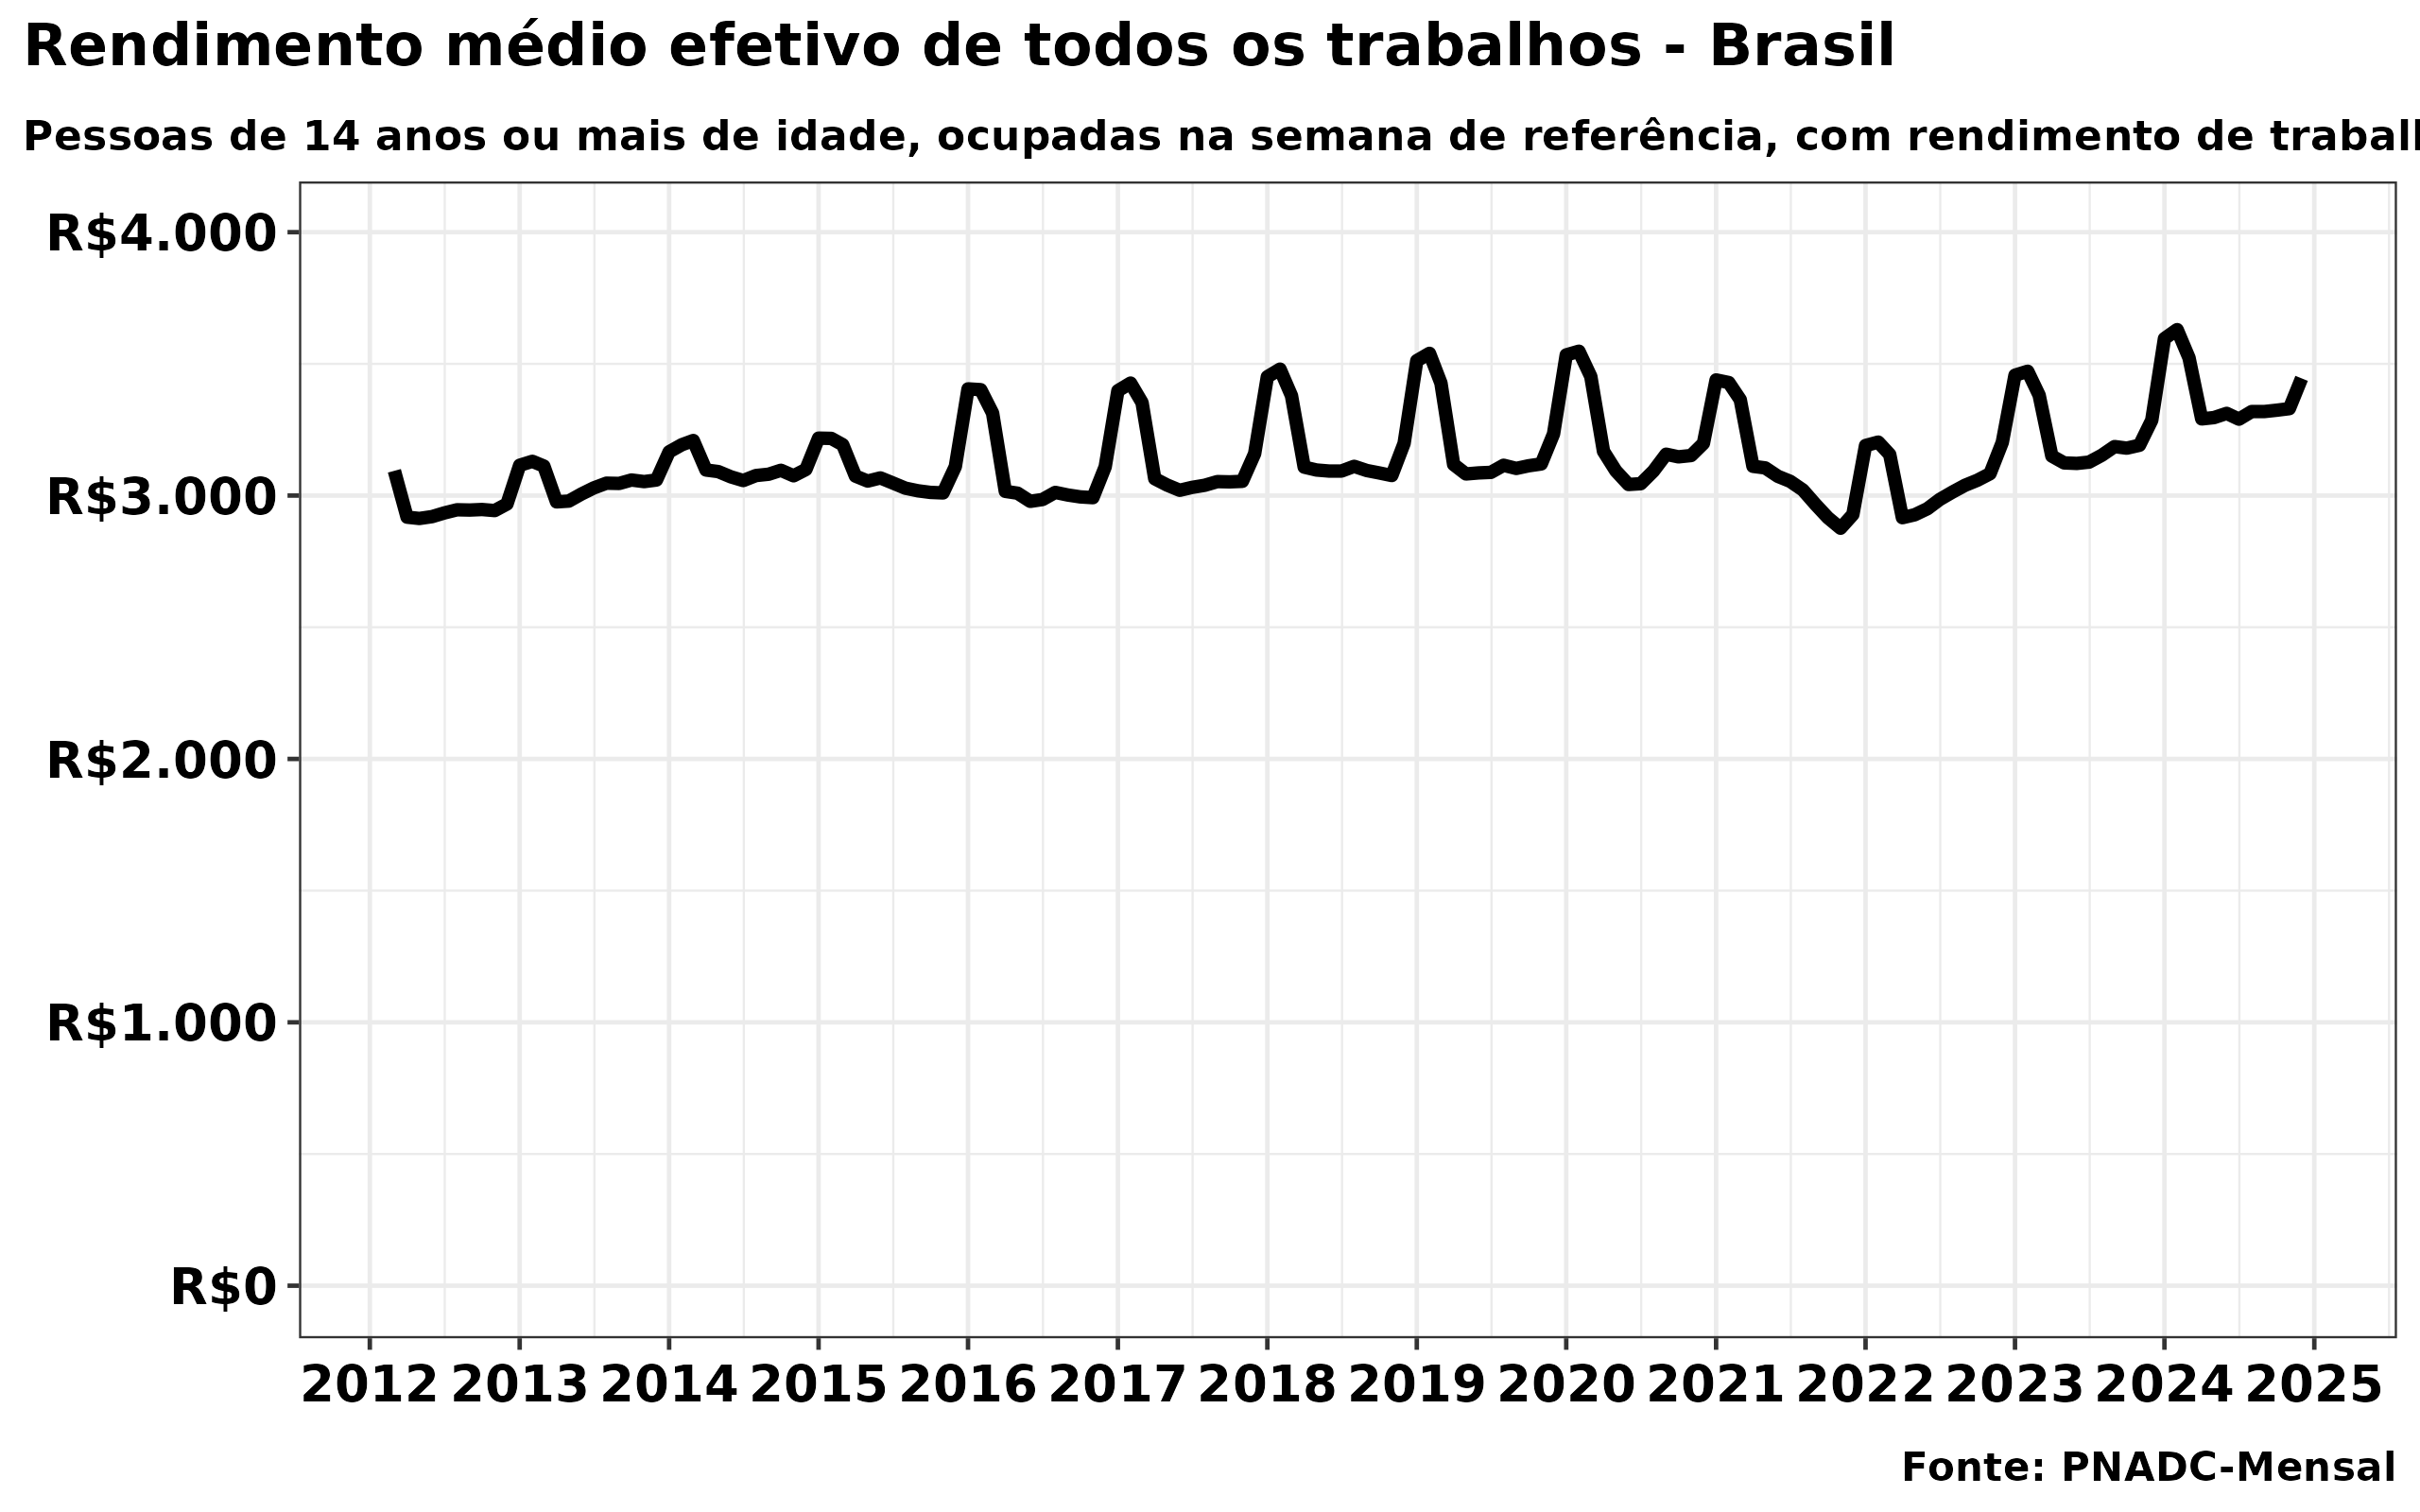 Rendimento médio efetivo de todos os trabalhos - Brasil
Pessoas de 14 anos ou mais de idade, ocupadas na semana de referência, com rendimento de
R$4.000
R$3.000
R$2.000
R$1.000
R$0
2012 2013 2014 2015 2016 2017 2018 2019 2020 2021 2022 2023 2024 2025
Fonte: PNADC-Mensal